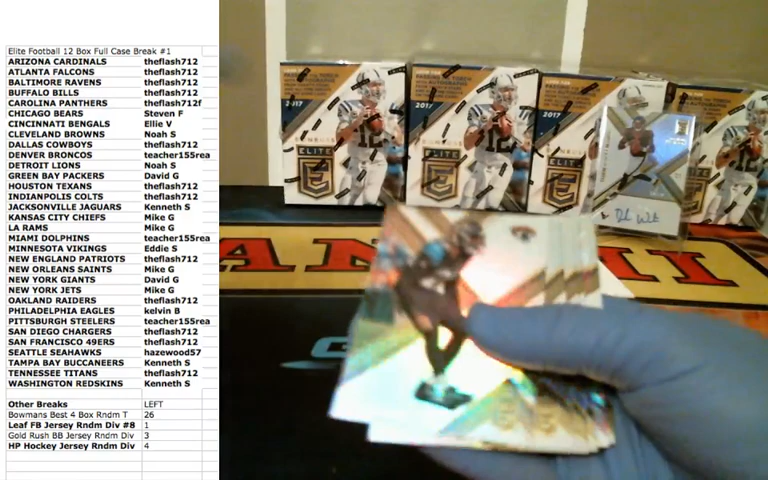 Elite Football 12 Box Full Case Break #1
ARIZONA CARDINALS theflash712
ATLANTA FALCONS theflash712
BALTIMORE RAVENS theflash712
BUFFALO BILLS theflash712
CAROLINA PANTHERS theflash712f
CHICAGO BEARS Steven F
CINCINNATI BENGALS Ellie V
CLEVELAND BROWNS Noah S
DALLAS COWBOYS theflash712
DENVER BRONCOS teacher155rea
DETROIT LIONS Noah S
GREEN BAY PACKERS David G
HOUSTON TEXANS theflash712
INDIANPOLIS COLTS theflash712
JACKSONVILLE JAGUARS Kenneth S
KANSAS CITY CHIEFS Mike G
LA RAMS Mike G
MIAMI DOLPHINS teacher155rea
MINNESOTA VIKINGS Eddie S
NEW ENGLAND PATRIOTS theflash712
NEW ORLEANS SAINTS Mike G
NEW YORK GIANTS David G
NEW YORK JETS Mike G
OAKLAND RAIDERS theflash712
PHILADELPHIA EAGLES kelvin B
PITTSBURGH STEELERS teacher155rea
SAN DIEGO CHARGERS theflash712
SAN FRANCISCO 49ERS theflash712
SEATTLE SEAHAWKS hazewood57
TAMPA BAY BUCCANEERS Kenneth S
TENNESSEE TITANS theflash712
WASHINGTON REDSKINS Kenneth S
Other Breaks LEFT
Bowmans Best 4 Box Rndm T 26
Leaf FB Jersey Rndm Div #8 1
Gold Rush BB Jersey Rndm Div 3
HP Hockey Jersey Rndm Div 4
2017
2017
2017
ELITE
ELITE
ELITE
ELITE
12
12
12